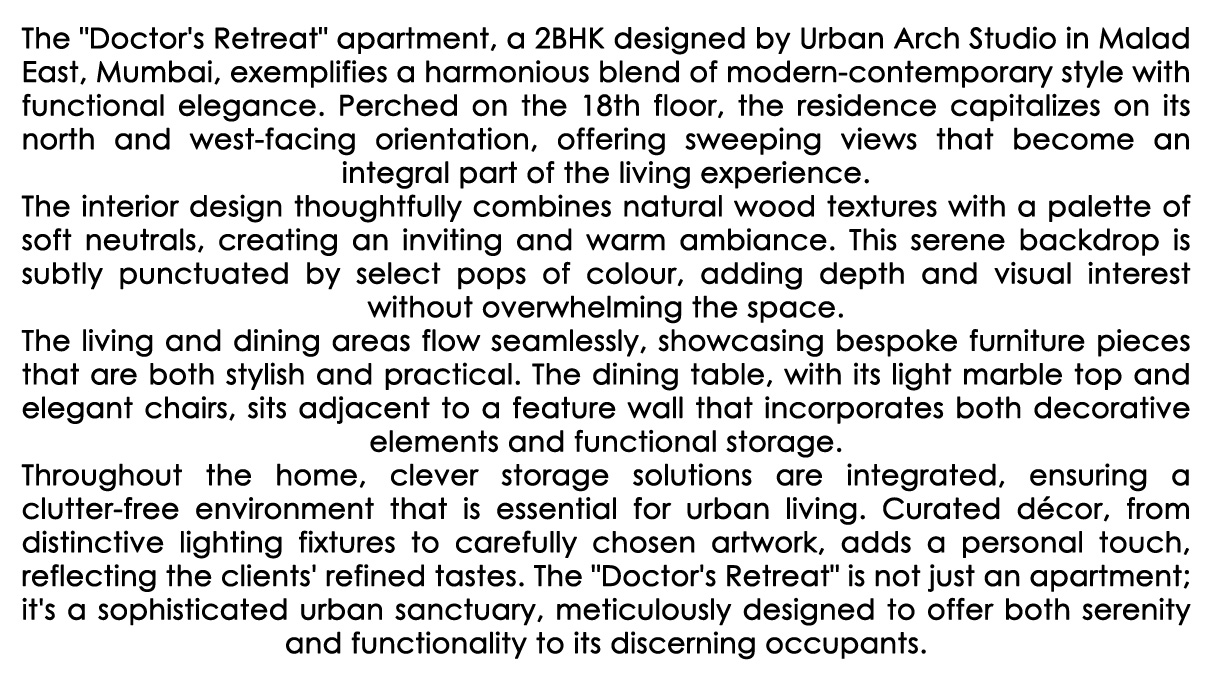 The "Doctor's Retreat" apartment, a 2BHK designed by Urban Arch Studio in Malad
East, Mumbai, exemplifies a harmonious blend of modern-contemporary style with
functional elegance. Perched on the 18th floor, the residence capitalizes on its
north and west-facing orientation, offering sweeping views that become an
integral part of the living experience.
The interior design thoughtfully combines natural wood textures with a palette of
soft neutrals, creating an inviting and warm ambiance. This serene backdrop is
subtly punctuated by select pops of colour, adding depth and visual interest
without overwhelming the space.
The living and dining areas flow seamlessly, showcasing bespoke furniture pieces
that are both stylish and practical. The dining table, with its light marble top and
elegant chairs, sits adjacent to a feature wall that incorporates both decorative
elements and functional storage.
Throughout the home, clever storage solutions are integrated, ensuring a
clutter-free environment that is essential for urban living. Curated décor, from
distinctive lighting fixtures to carefully chosen artwork, adds a personal touch,
reflecting the clients' refined tastes. The "Doctor's Retreat" is not just an apartment;
it's a sophisticated urban sanctuary, meticulously designed to offer both serenity
and functionality to its discerning occupants.